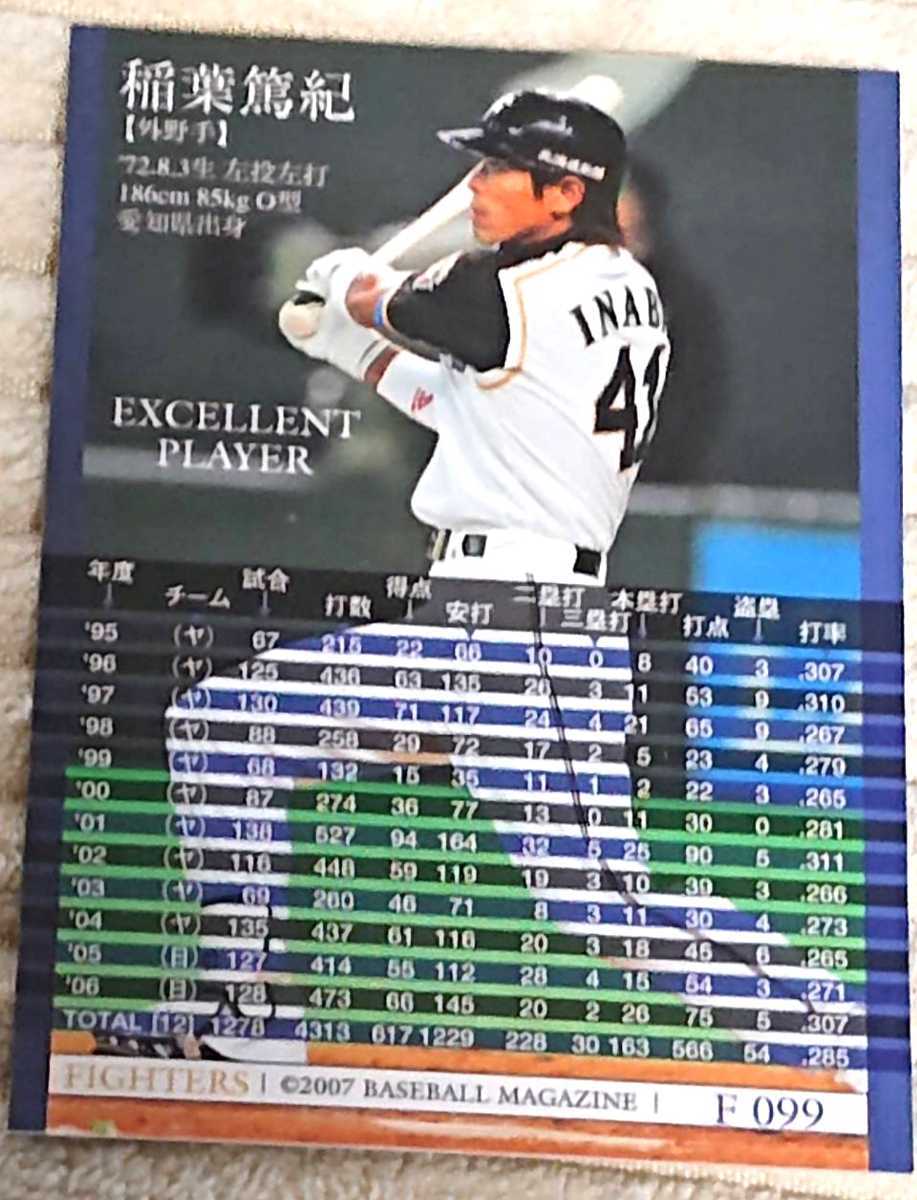 稲葉篤紀
【外野手】
'72.8.3生 左投左打
186cm 85kg O型
愛知県出身
INABA
41
EXCELLENT
PLAYER
年度 チーム 試合 打数 得点 安打 二塁打 三塁打 本塁打 打点 盗塁 打率
'95 (ヤ) 67 215 22 66 10 0 8 40 3 .307
'96 (ヤ) 125 436 63 135 26 3 11 53 9 .310
'97 (ヤ) 130 439 71 117 24 4 21 65 9 .267
'98 (ヤ) 88 258 29 72 17 2 5 23 4 .279
'99 (ヤ) 68 132 15 35 11 1 2 22 3 .265
'00 (ヤ) 87 274 36 77 13 0 11 30 0 .281
'01 (ヤ) 138 527 94 164 32 5 25 90 5 .311
'02 (ヤ) 116 448 59 119 19 3 10 39 3 .266
'03 (ヤ) 69 260 46 71 8 3 11 30 4 .273
'04 (ヤ) 135 437 61 116 20 3 18 45 6 .265
'05 (日) 127 414 55 112 28 4 15 54 3 .271
'06 (日) 128 473 66 145 20 2 26 75 5 .307
TOTAL [12] 1278 4313 617 1229 228 30 163 566 54 .285
FIGHTERS | ©2007 BASEBALL MAGAZINE | F 099